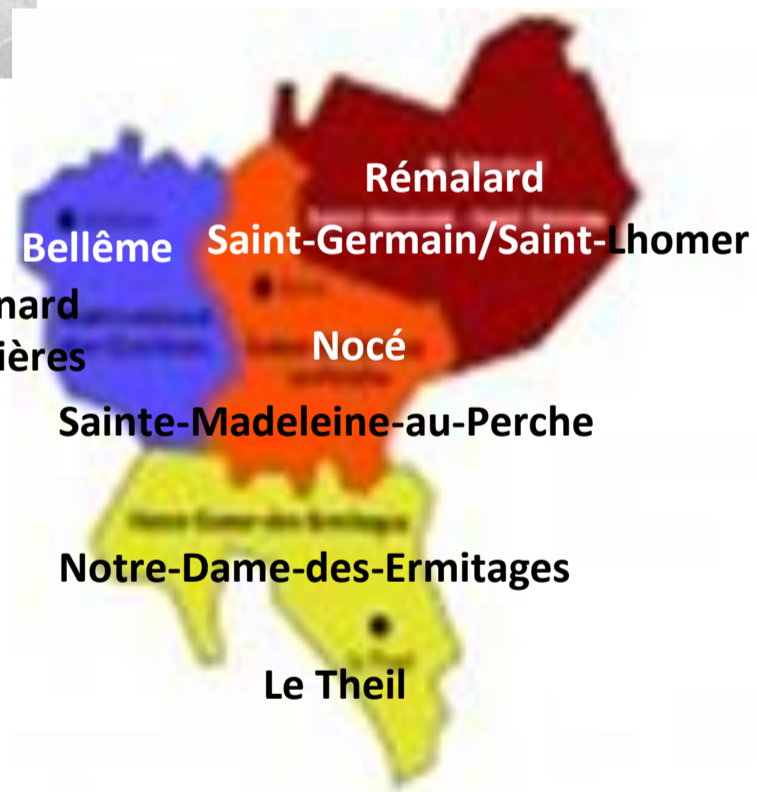 Rémalard
Saint-Germain/Saint-Lhomer
Bellême
nard
ières
Nocé
Sainte-Madeleine-au-Perche
Notre-Dame-des-Ermitages
Le Theil